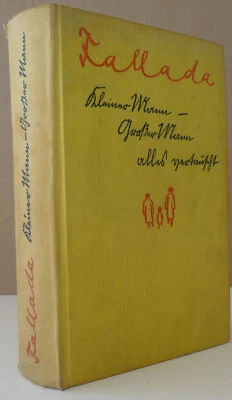 Fallada
Kleiner Mann –
Großer Mann
alles vertauscht
Fallada Kleiner Mann – Großer Mann